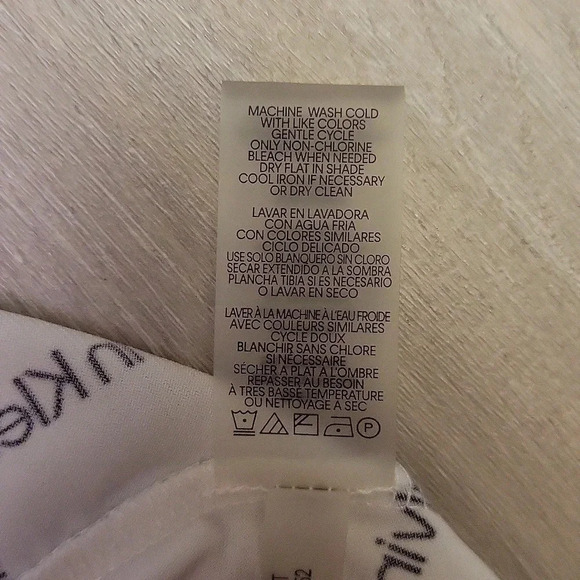 MACHINE WASH COLD
WITH LIKE COLORS
GENTLE CYCLE
ONLY NON-CHLORINE
BLEACH WHEN NEEDED
DRY FLAT IN SHADE
COOL IRON IF NECESSARY
OR DRY CLEAN
LAVAR EN LAVADORA
CON AGUA FRIA
CON COLORES SIMILARES
CICLO DELICADO
USE SOLO BLANQUERO SIN CLORO
SECAR EXTENDIDO A LA SOMBRA
PLANCHA TIBIA SI ES NECESARIO
O LAVAR EN SECO
LAVER À LA MACHINE À L'EAU FROIDE
AVEC COULEURS SIMILARES
CYCLE DOUX
BLANCHIR SANS CHLORE
SI NÉCESSAIRE
SÉCHER A PLAT A L'OMBRE
REPASSER AU BESOIN
À TRES BASSE TEMPERATURE
OU NETTOYAGE A SEC
P